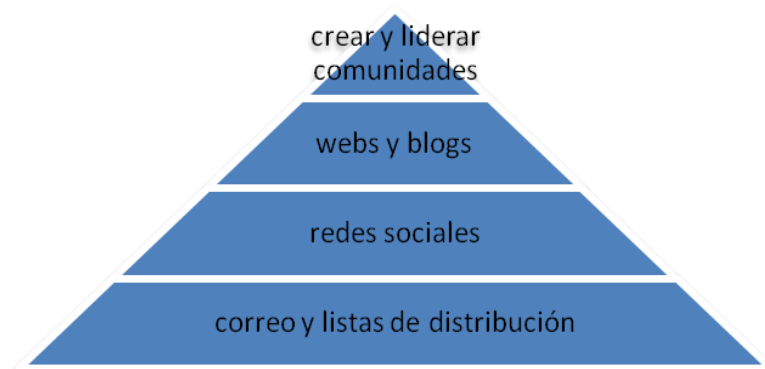 crear y liderar
comunidades
webs y blogs
redes sociales
correo y listas de distribución